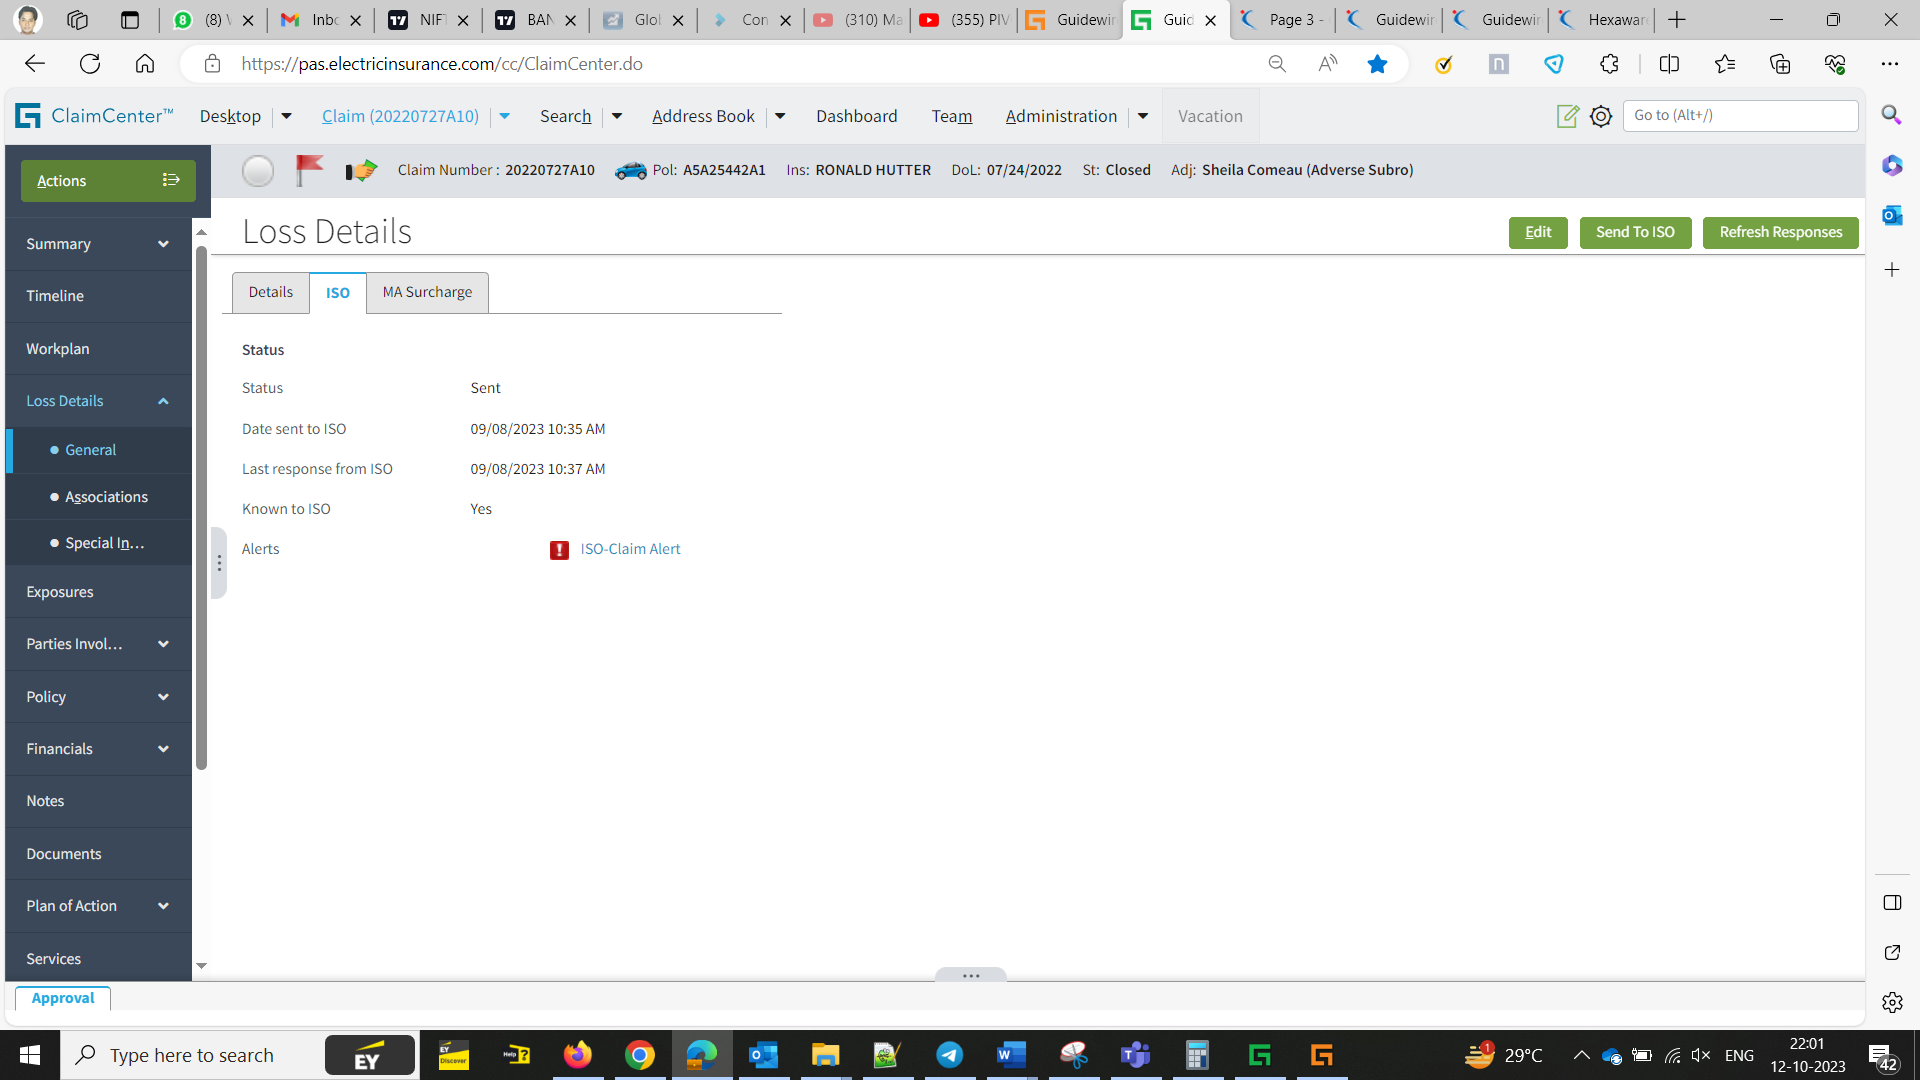 (8) Inbc NIFT BAN Glol Con (310) Ma (355) PIV Guidewir Guid Page 3 - Guidewir Guidewir Hexawar
https://pas.electricinsurance.com/cc/ClaimCenter.do
ClaimCenter™ Desktop Claim (20220727A10) Search Address Book Dashboard Team Administration Vacation Go to (Alt+/)
Actions
Claim Number : 20220727A10 Pol: A5A25442A1 Ins: RONALD HUTTER DoL: 07/24/2022 St: Closed Adj: Sheila Comeau (Adverse Subro)
Loss Details
Edit Send To ISO Refresh Responses
Summary
Timeline
Workplan
Loss Details
General
Associations
Special In...
Exposures
Parties Invol...
Policy
Financials
Notes
Documents
Plan of Action
Services
Details ISO MA Surcharge
Status
Status Sent
Date sent to ISO 09/08/2023 10:35 AM
Last response from ISO 09/08/2023 10:37 AM
Known to ISO Yes
Alerts ISO-Claim Alert
Approval
Type here to search EY
EY Discover
Help ?
29°C ENG 22:01
12-10-2023 42